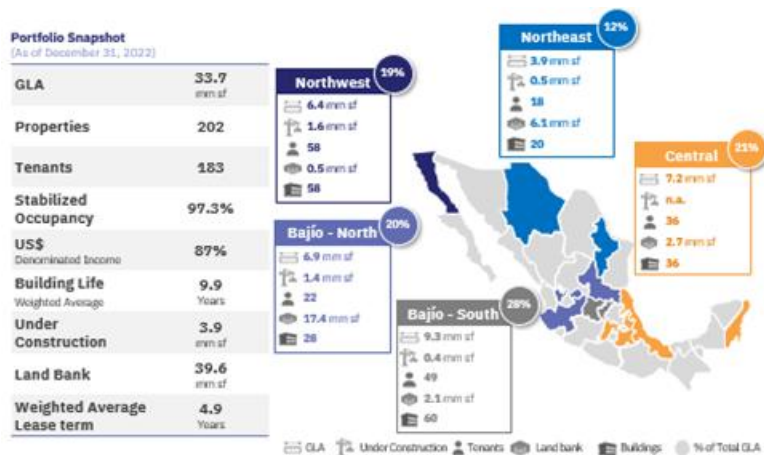 Portfolio Snapshot
(As of December 31, 2022)
GLA 33.7
mm sf
Properties 202
Tenants 183
Stabilized
Occupancy 97.3%
US$
Denominated Income 87%
Building Life 9.9
Weighted Average Years
Under
Construction 3.9
mm sf
Land Bank 39.6
mm sf
Weighted Average
Lease term 4.9
Years
Northwest 19%
6.4 mm sf
1.6 mm sf
58
0.5 mm sf
58
Bajío - North 20%
6.9 mm sf
1.4 mm sf
22
17.4 mm sf
28
Northeast 12%
3.9 mm sf
0.5 mm sf
18
6.1 mm sf
20
Central 21%
7.2 mm sf
n.a.
36
2.7 mm sf
36
Bajío - South 28%
9.3 mm sf
0.4 mm sf
49
2.1 mm sf
60
GLA Under Construction Tenants Land bank Buildings % of Total GLA